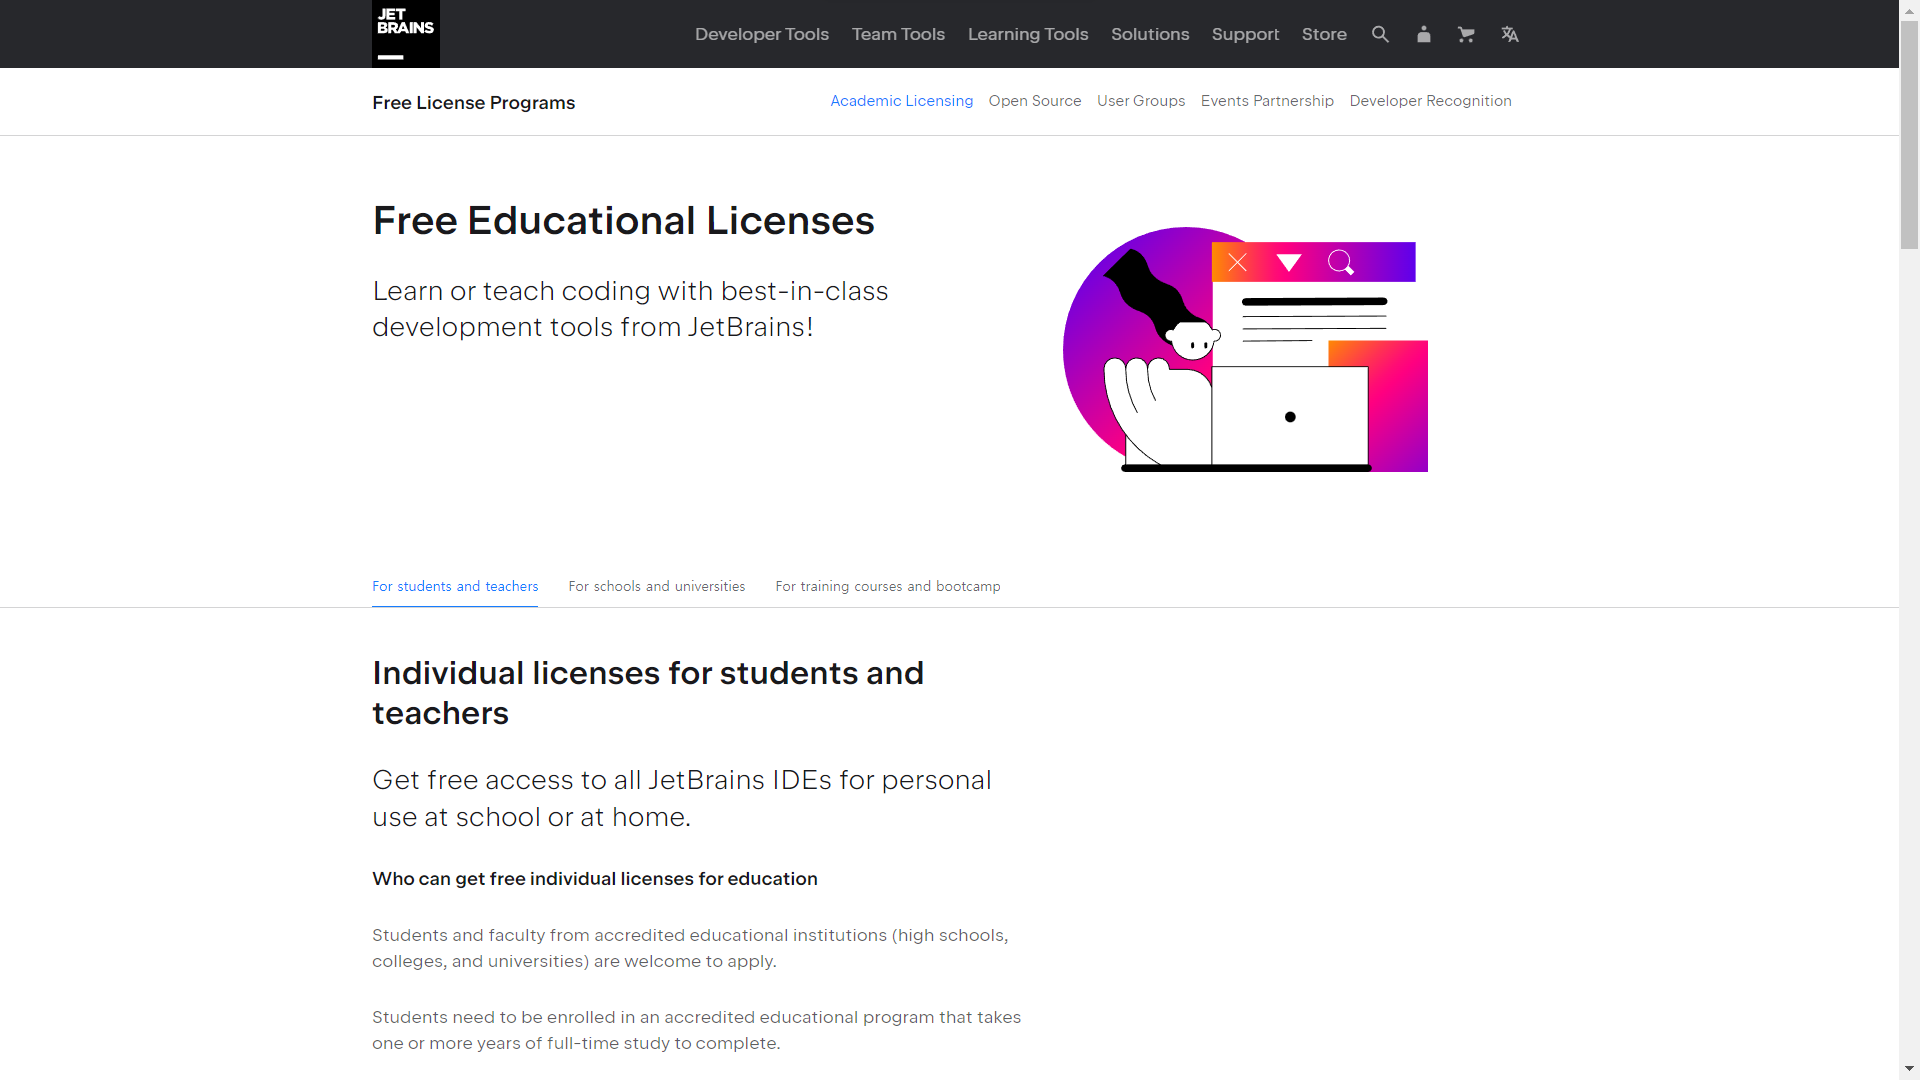 JET
BRAINS
Developer Tools
Team Tools
Learning Tools
Solutions
Support
Store
Free License Programs
Academic Licensing
Open Source
User Groups
Events Partnership
Developer Recognition
Free Educational Licenses
Learn or teach coding with best-in-class
development tools from JetBrains!
For students and teachers
For schools and universities
For training courses and bootcamp
Individual licenses for students and
teachers
Get free access to all JetBrains IDEs for personal
use at school or at home.
Who can get free individual licenses for education
Students and faculty from accredited educational institutions (high schools,
colleges, and universities) are welcome to apply.
Students need to be enrolled in an accredited educational program that takes
one or more years of full-time study to complete.